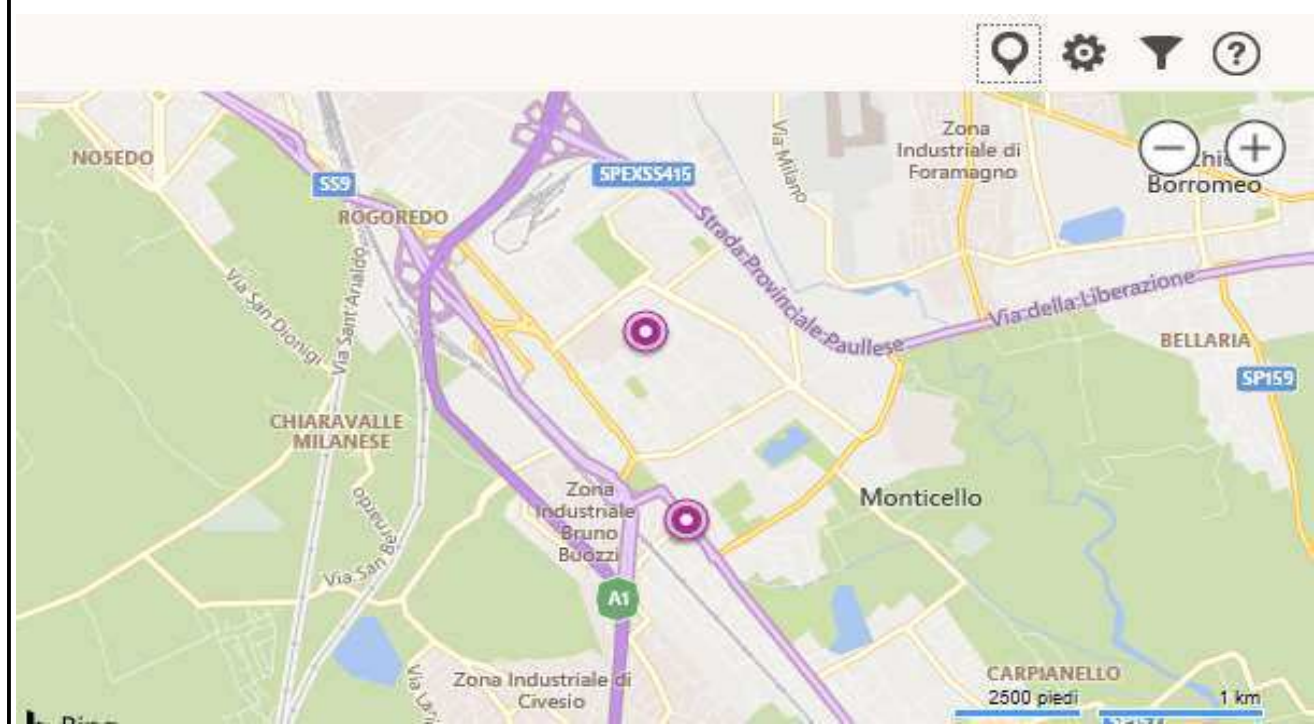 Zona
Industriale di
Foramagno
Via Milano
Borromeo
NOSEDO
SS9
SPEXSS415
ROGOREDO
Via Sant'Arialdo
Via San Dionigi
Strada Provinciale Paullese
Via della Liberazione
BELLARIA
SP159
CHIARAVALLE
MILANESE
Zona
Industriale
Bruno
Buozzi
Monticello
Via San Bernardo
A1
Zona Industriale di
Civesio
CARPIANELLO
2500 piedi
1 km
Bing